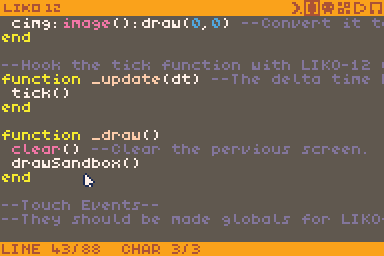 LIKO12
cimg:image():draw(0,0) --Convert it t
end
--Hook the tick function with LIKO-12
function _update(dt) --The delta time
tick()
end
function _draw()
clear() --Clear the pervious screen.
drawSandbox()
end
--Touch Events--
--They should be made globals for LIKO
LINE 43/88 CHAR 3/3